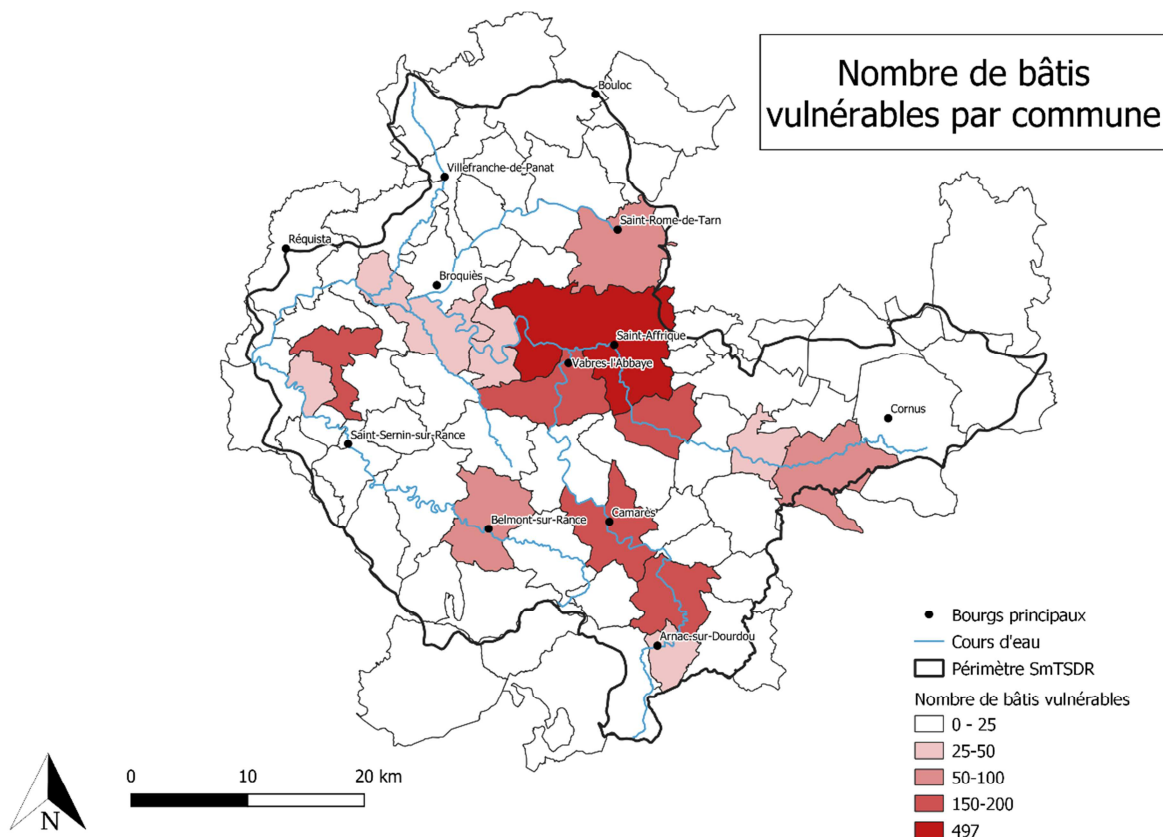 Nombre de bâtis
vulnérables par commune
Bouloc
Villefranche-de-Panat
Saint-Rome-de-Tarn
Réquista
Broquiès
Saint-Affrique
Vabres-l'Abbaye
Cornus
Saint-Sernin-sur-Rance
Belmont-sur-Rance
Camarès
Arnac-sur-Dourdou
Bourgs principaux
Cours d'eau
Périmètre SmTSDR
Nombre de bâtis vulnérables
0 - 25
25-50
50-100
150-200
497
N
0 10 20 km